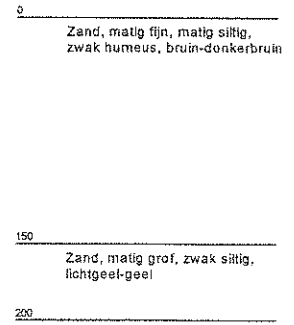 0
Zand, matig fijn, matig siltig,
zwak humeus, bruin-donkerbruin
150
Zand, matig grof, zwak siltig,
lichtgeel-geel
200